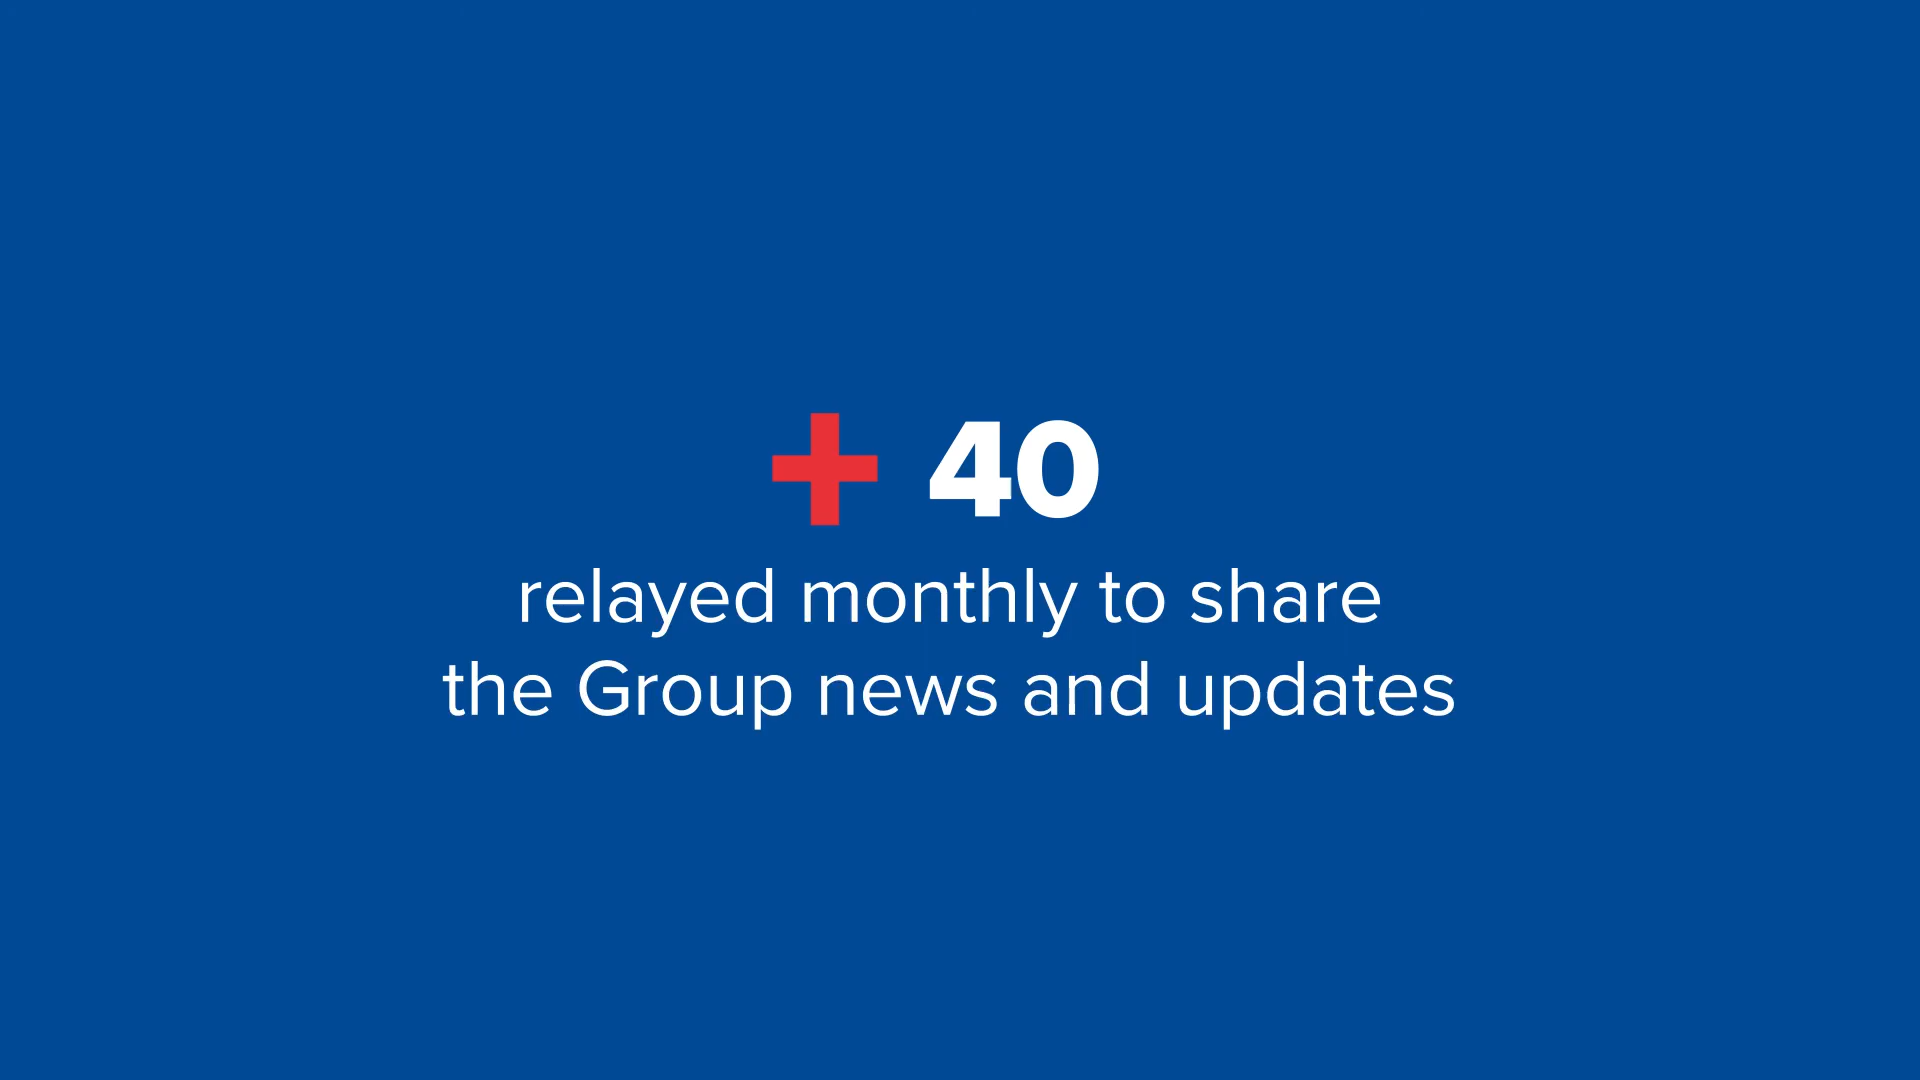 + 40
relayed monthly to share
the Group news and updates